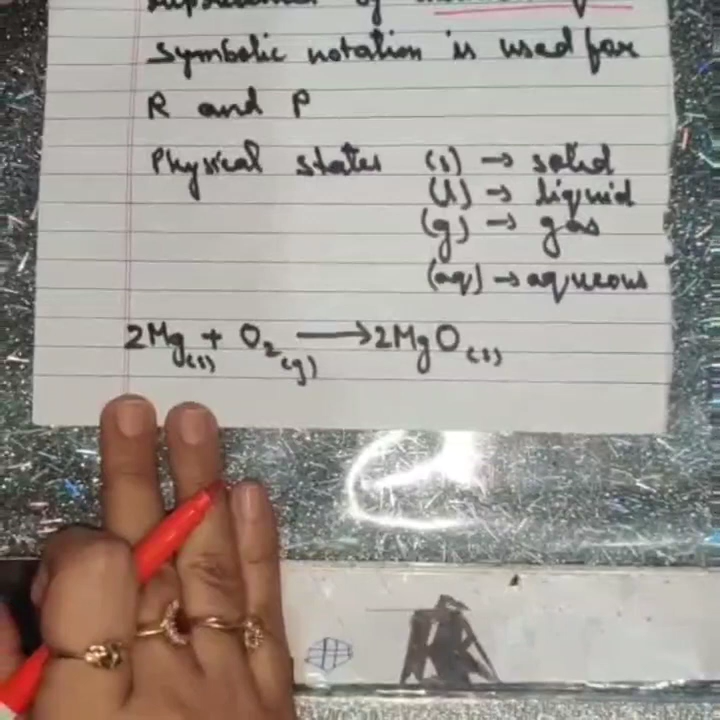 symbolic notation is used for
R and P
Physical states (s) → solid
(l) → liquid
(g) → gas
(aq) → aqueous
2Mg(s) + O₂(g) → 2MgO(s)